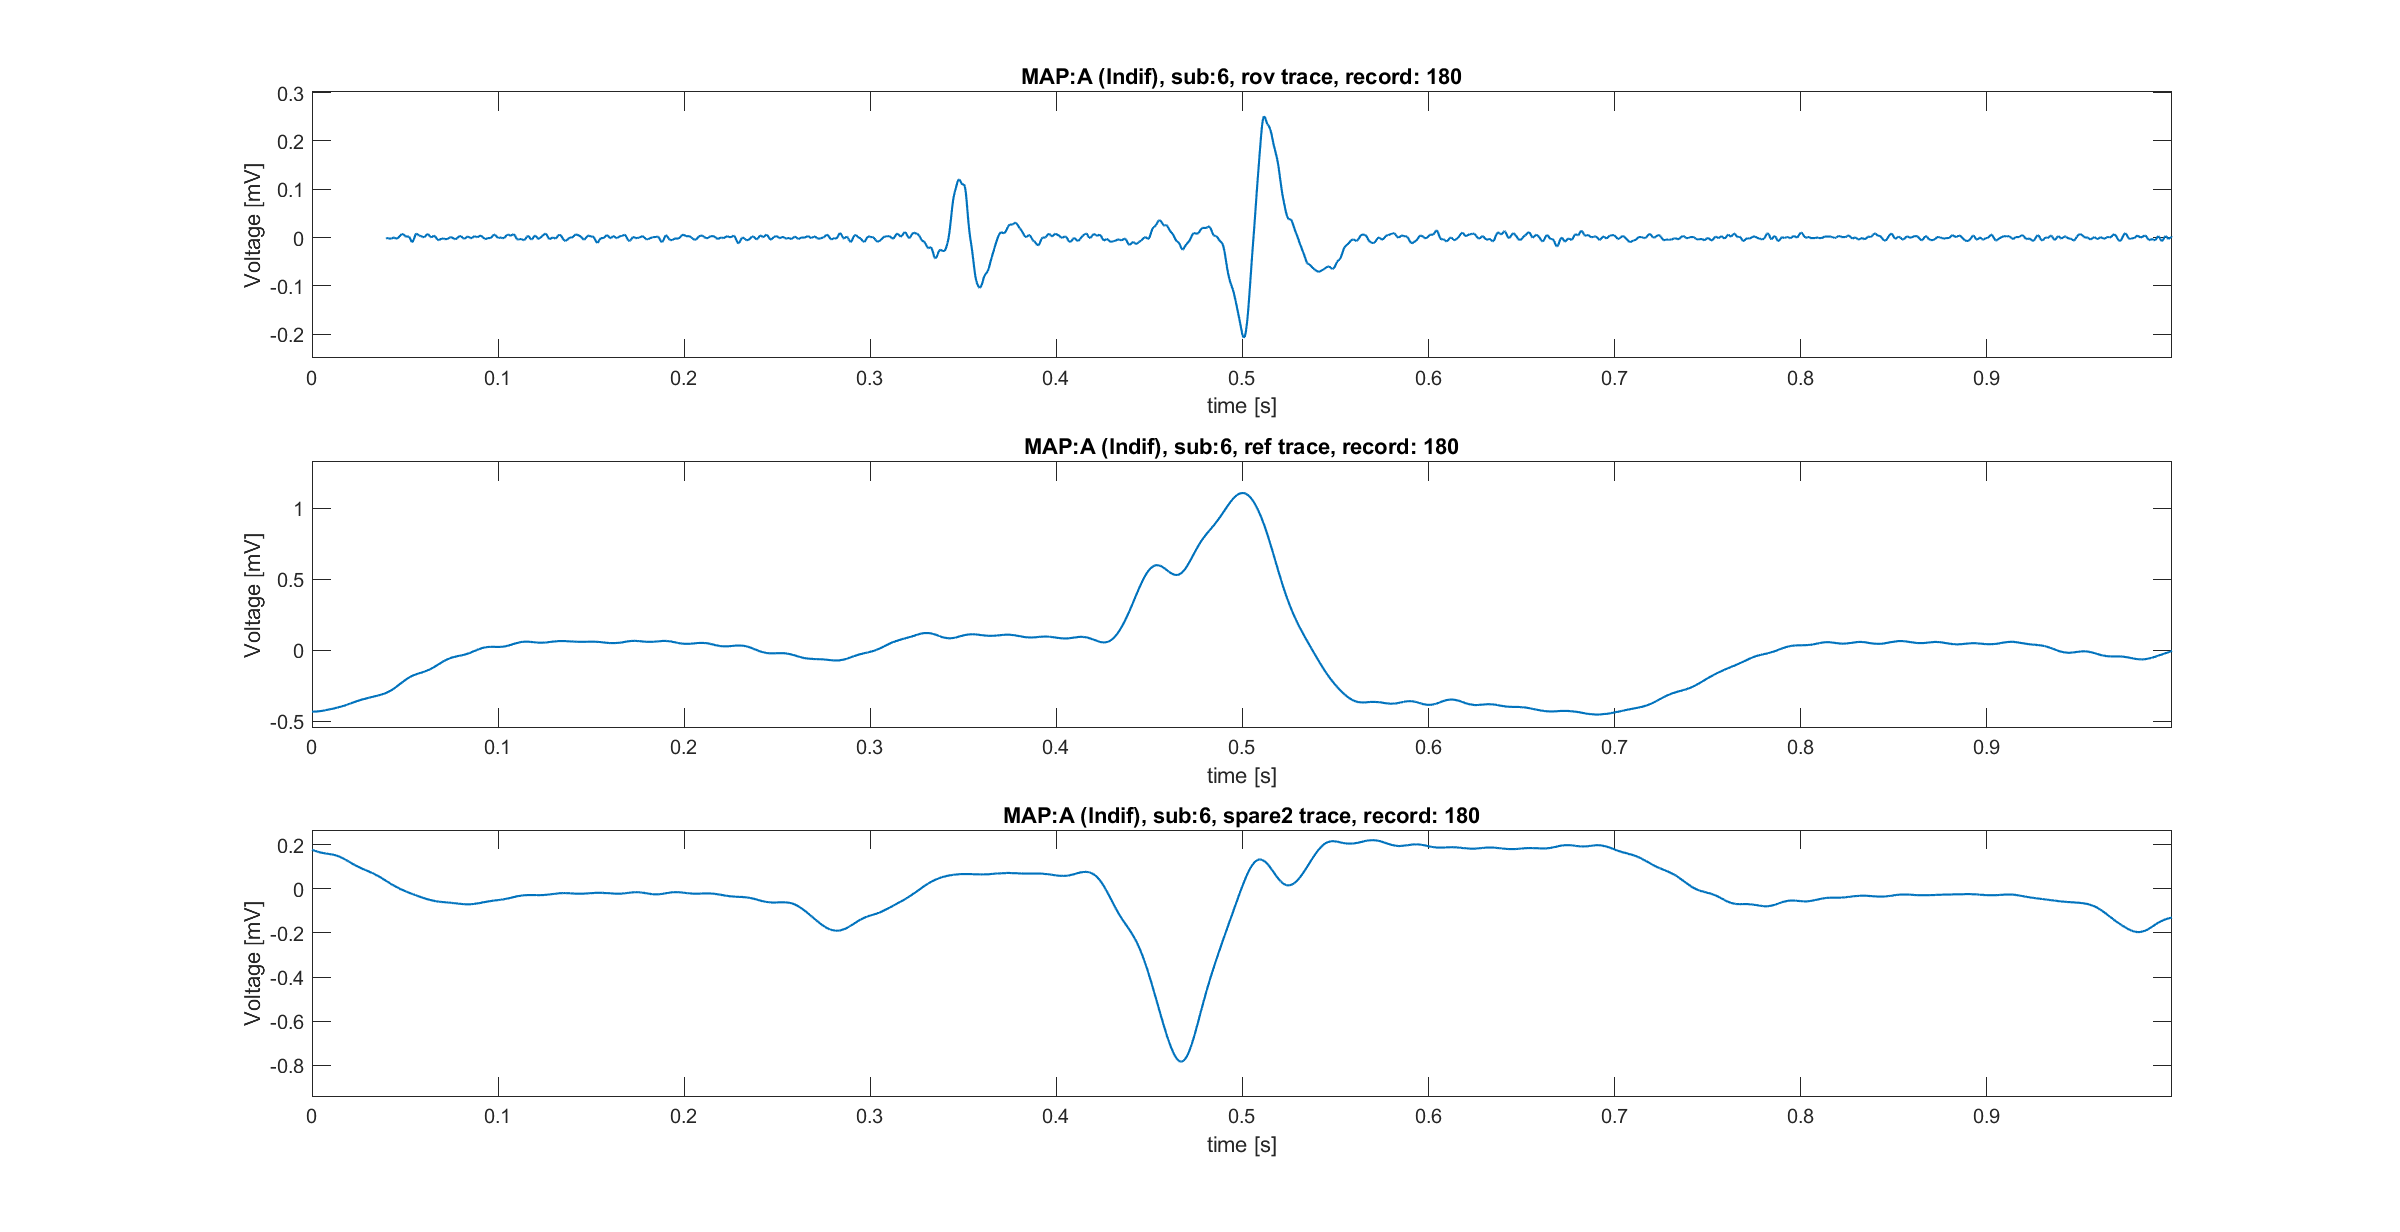 MAP:A (Indif), sub:6, rov trace, record: 180
0.3
0.2
0.1
0
-0.1
-0.2
Voltage [mV]
0 0.1 0.2 0.3 0.4 0.5 0.6 0.7 0.8 0.9
time [s]
MAP:A (Indif), sub:6, ref trace, record: 180
1
0.5
0
-0.5
Voltage [mV]
0 0.1 0.2 0.3 0.4 0.5 0.6 0.7 0.8 0.9
time [s]
MAP:A (Indif), sub:6, spare2 trace, record: 180
0.2
0
-0.2
-0.4
-0.6
-0.8
Voltage [mV]
0 0.1 0.2 0.3 0.4 0.5 0.6 0.7 0.8 0.9
time [s]